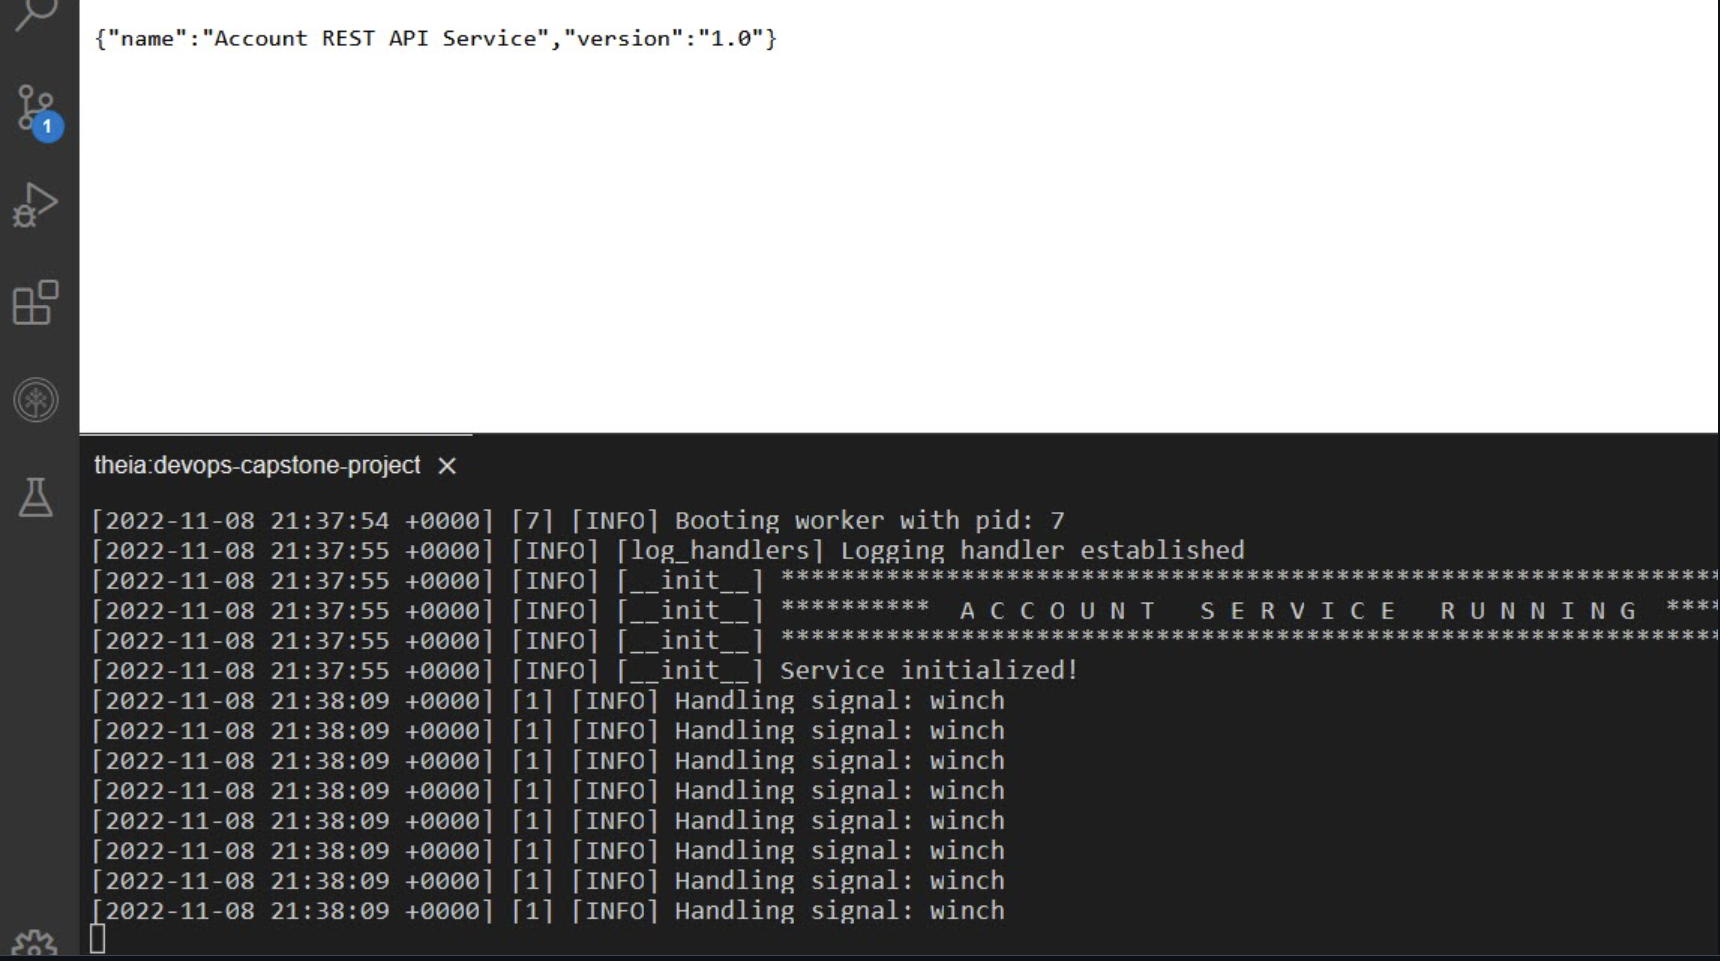 {"name":"Account REST API Service","version":"1.0"}
1
theia:devops-capstone-project ×
[2022-11-08 21:37:54 +0000] [7] [INFO] Booting worker with pid: 7
[2022-11-08 21:37:55 +0000] [INFO] [log_handlers] Logging handler established
[2022-11-08 21:37:55 +0000] [INFO] [__init__] ***************************************************************
[2022-11-08 21:37:55 +0000] [INFO] [__init__] ********** A C C O U N T   S E R V I C E   R U N N I N G ****
[2022-11-08 21:37:55 +0000] [INFO] [__init__] ***************************************************************
[2022-11-08 21:37:55 +0000] [INFO] [__init__] Service initialized!
[2022-11-08 21:38:09 +0000] [1] [INFO] Handling signal: winch
[2022-11-08 21:38:09 +0000] [1] [INFO] Handling signal: winch
[2022-11-08 21:38:09 +0000] [1] [INFO] Handling signal: winch
[2022-11-08 21:38:09 +0000] [1] [INFO] Handling signal: winch
[2022-11-08 21:38:09 +0000] [1] [INFO] Handling signal: winch
[2022-11-08 21:38:09 +0000] [1] [INFO] Handling signal: winch
[2022-11-08 21:38:09 +0000] [1] [INFO] Handling signal: winch
[2022-11-08 21:38:09 +0000] [1] [INFO] Handling signal: winch